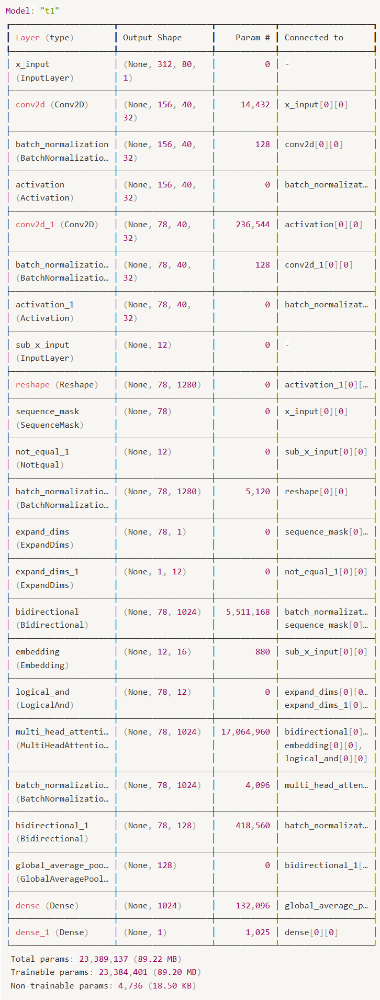 Model: "t1"
Layer (type) Output Shape Param # Connected to
x_input (None, 312, 80, 0 -
(InputLayer) 1)
conv2d (Conv2D) (None, 156, 40, 14,432 x_input[0][0]
32)
batch_normalization (None, 156, 40, 128 conv2d[0][0]
(BatchNormalizatio… 32)
activation (None, 156, 40, 0 batch_normalizat…
(Activation) 32)
conv2d_1 (Conv2D) (None, 78, 40, 236,544 activation[0][0]
32)
batch_normalizatio… (None, 78, 40, 128 conv2d_1[0][0]
(BatchNormalizatio… 32)
activation_1 (None, 78, 40, 0 batch_normalizat…
(Activation) 32)
sub_x_input (None, 12) 0 -
(InputLayer)
reshape (Reshape) (None, 78, 1280) 0 activation_1[0][…
sequence_mask (None, 78) 0 x_input[0][0]
(SequenceMask)
not_equal_1 (None, 12) 0 sub_x_input[0][0]
(NotEqual)
batch_normalizatio… (None, 78, 1280) 5,120 reshape[0][0]
(BatchNormalizatio…
expand_dims (None, 78, 1) 0 sequence_mask[0]…
(ExpandDims)
expand_dims_1 (None, 1, 12) 0 not_equal_1[0][0]
(ExpandDims)
bidirectional (None, 78, 1024) 5,511,168 batch_normalizat…
(Bidirectional) sequence_mask[0]…
embedding (None, 12, 16) 880 sub_x_input[0][0]
(Embedding)
logical_and (None, 78, 12) 0 expand_dims[0][0…
(LogicalAnd) expand_dims_1[0]…
multi_head_attenti… (None, 78, 1024) 17,064,960 bidirectional[0]…
(MultiHeadAttentio… embedding[0][0],
logical_and[0][0]
batch_normalizatio… (None, 78, 1024) 4,096 multi_head_atten…
(BatchNormalizatio…
bidirectional_1 (None, 78, 128) 418,560 batch_normalizat…
(Bidirectional)
global_average_poo… (None, 128) 0 bidirectional_1[…
(GlobalAveragePool…
dense (Dense) (None, 1024) 132,096 global_average_p…
dense_1 (Dense) (None, 1) 1,025 dense[0][0]
Total params: 23,389,137 (89.22 MB)
Trainable params: 23,384,401 (89.20 MB)
Non-trainable params: 4,736 (18.50 KB)